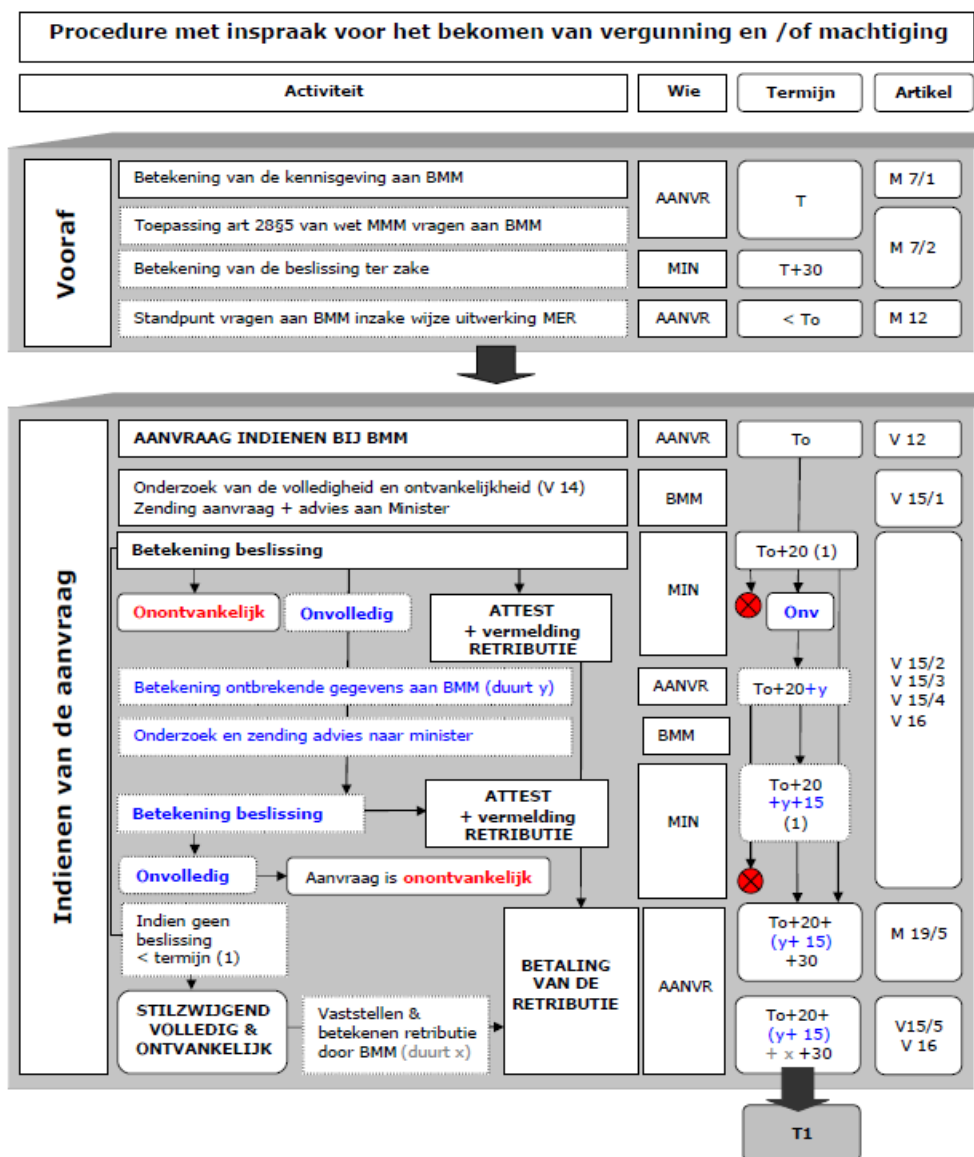 Procedure met inspraak voor het bekomen van vergunning en /of machtiging
Activiteit
Wie
Termijn
Artikel
Vooraf
Betekening van de kennisgeving aan BMM
AANVR
T
M 7/1
Toepassing art 28§5 van wet MMM vragen aan BMM
M 7/2
Betekening van de beslissing ter zake
MIN
T+30
Standpunt vragen aan BMM inzake wijze uitwerking MER
AANVR
< To
M 12
Indienen van de aanvraag
AANVRAAG INDIENEN BIJ BMM
AANVR
To
V 12
Onderzoek van de volledigheid en ontvankelijkheid (V 14)
Zending aanvraag + advies aan Minister
BMM
V 15/1
Betekening beslissing
MIN
To+20 (1)
Onontvankelijk
Onvolledig
ATTEST
+ vermelding
RETRIBUTIE
Onv
V 15/2
V 15/3
V 15/4
V 16
Betekening ontbrekende gegevens aan BMM (duurt y)
AANVR
To+20+y
Onderzoek en zending advies naar minister
BMM
Betekening beslissing
ATTEST
+ vermelding
RETRIBUTIE
MIN
To+20
+y+15
(1)
Onvolledig
Aanvraag is onontvankelijk
Indien geen
beslissing
< termijn (1)
BETALING
VAN DE
RETRIBUTIE
AANVR
To+20+
(y+ 15)
+30
M 19/5
STILZWIJGEND
VOLLEDIG &
ONTVANKELIJK
Vaststellen &
betekenen retributie
door BMM (duurt x)
To+20+
(y+ 15)
+ x +30
V15/5
V 16
T1